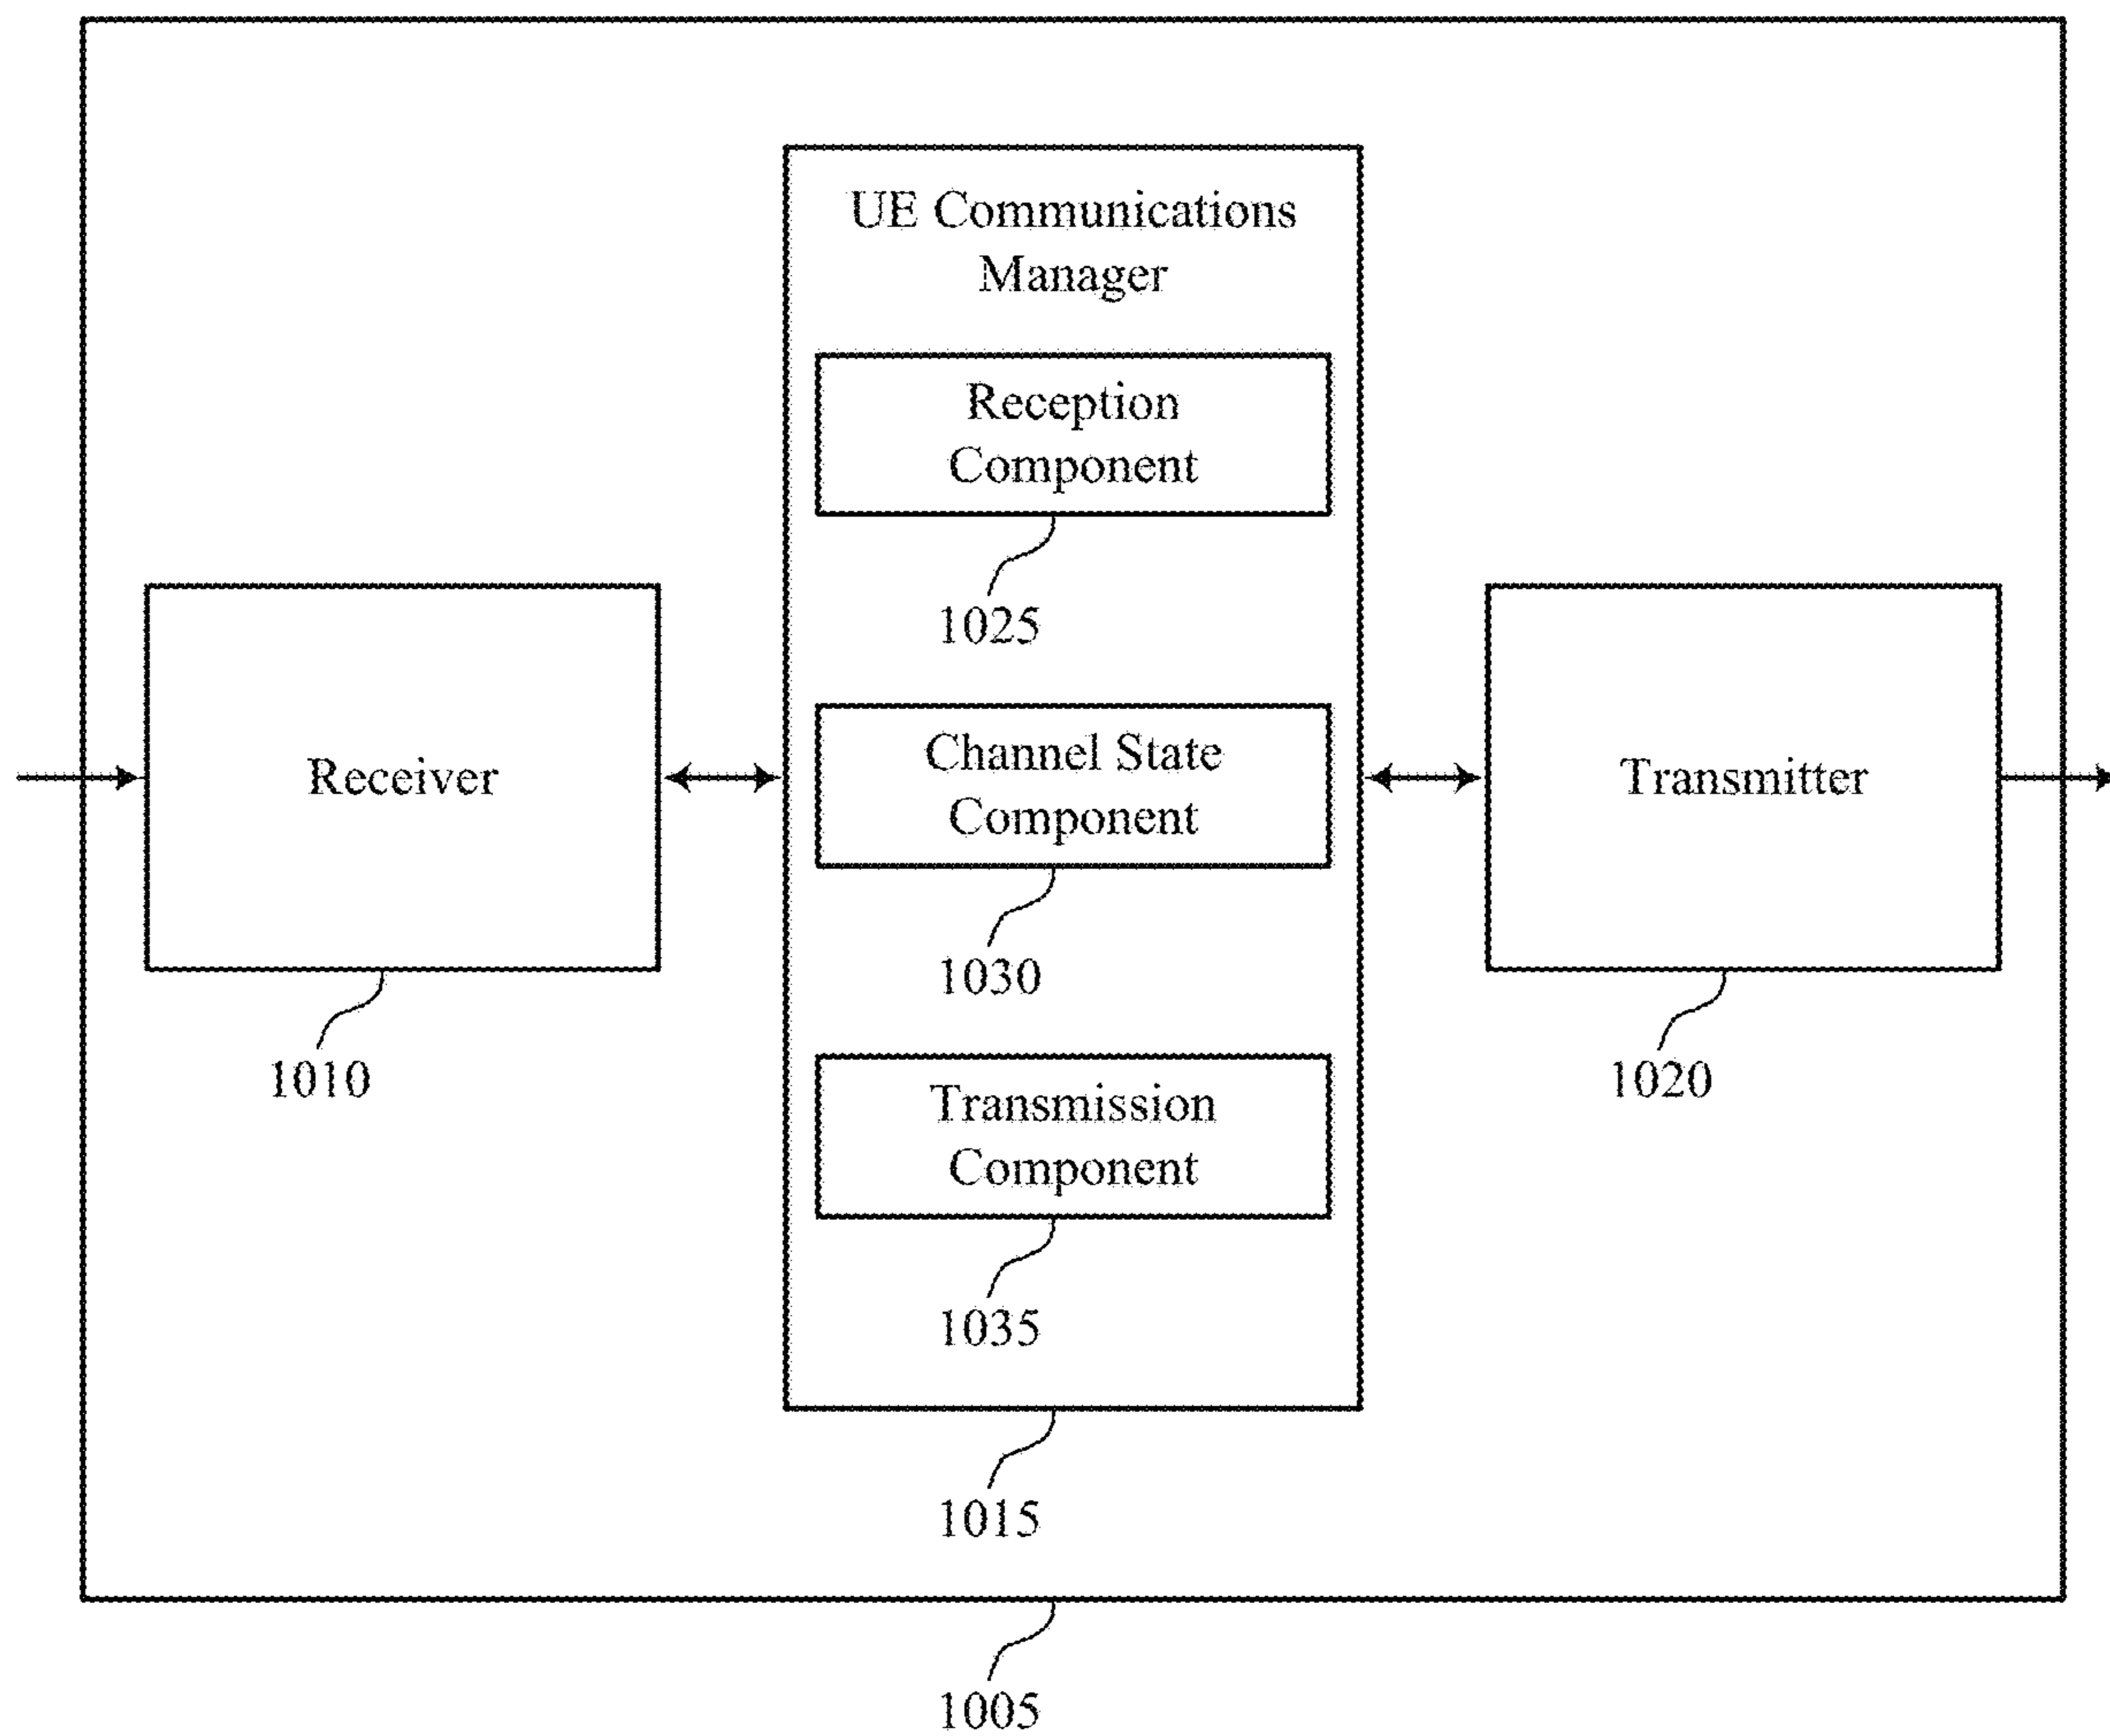 UE Communications
Manager
Reception
Component
1025
Receiver
1010
Channel State
Component
1030
Transmitter
1020
Transmission
Component
1035
1015
1005